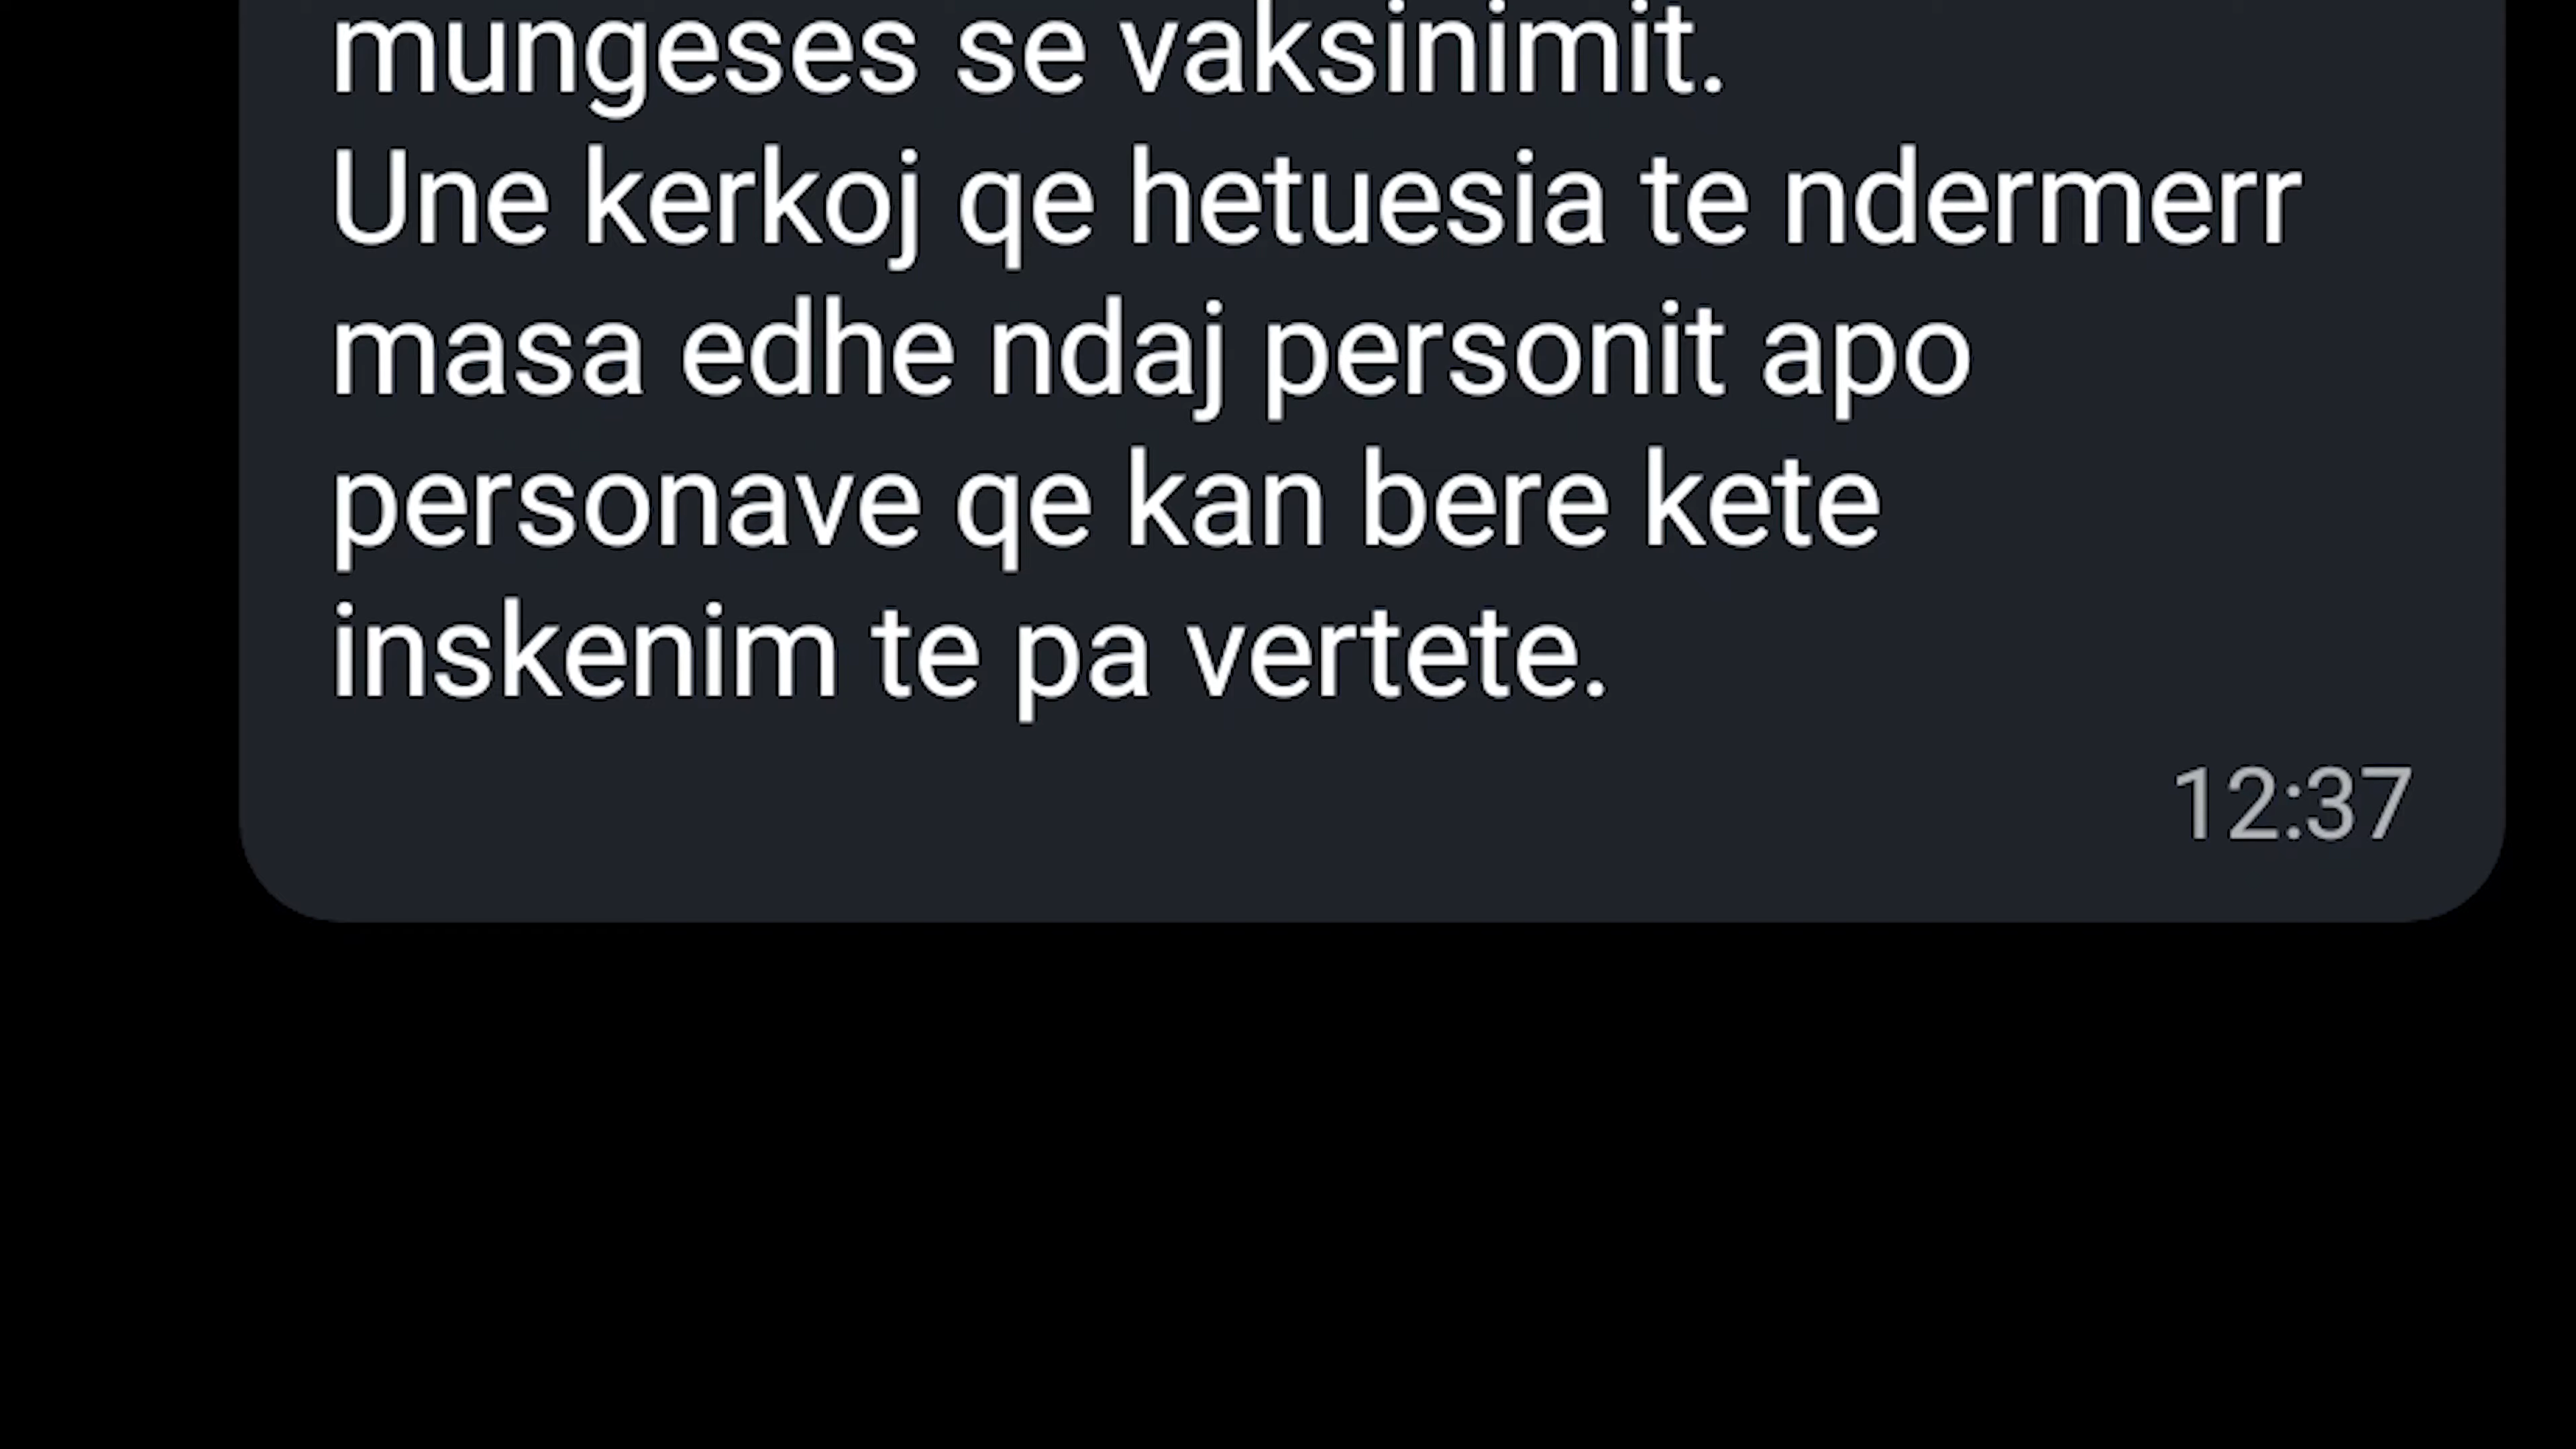 mungeses se vaksinimit.
Une kerkoj qe hetuesia te ndermerr
masa edhe ndaj personit apo
personave qe kan bere kete
inskenim te pa vertete.
12:37